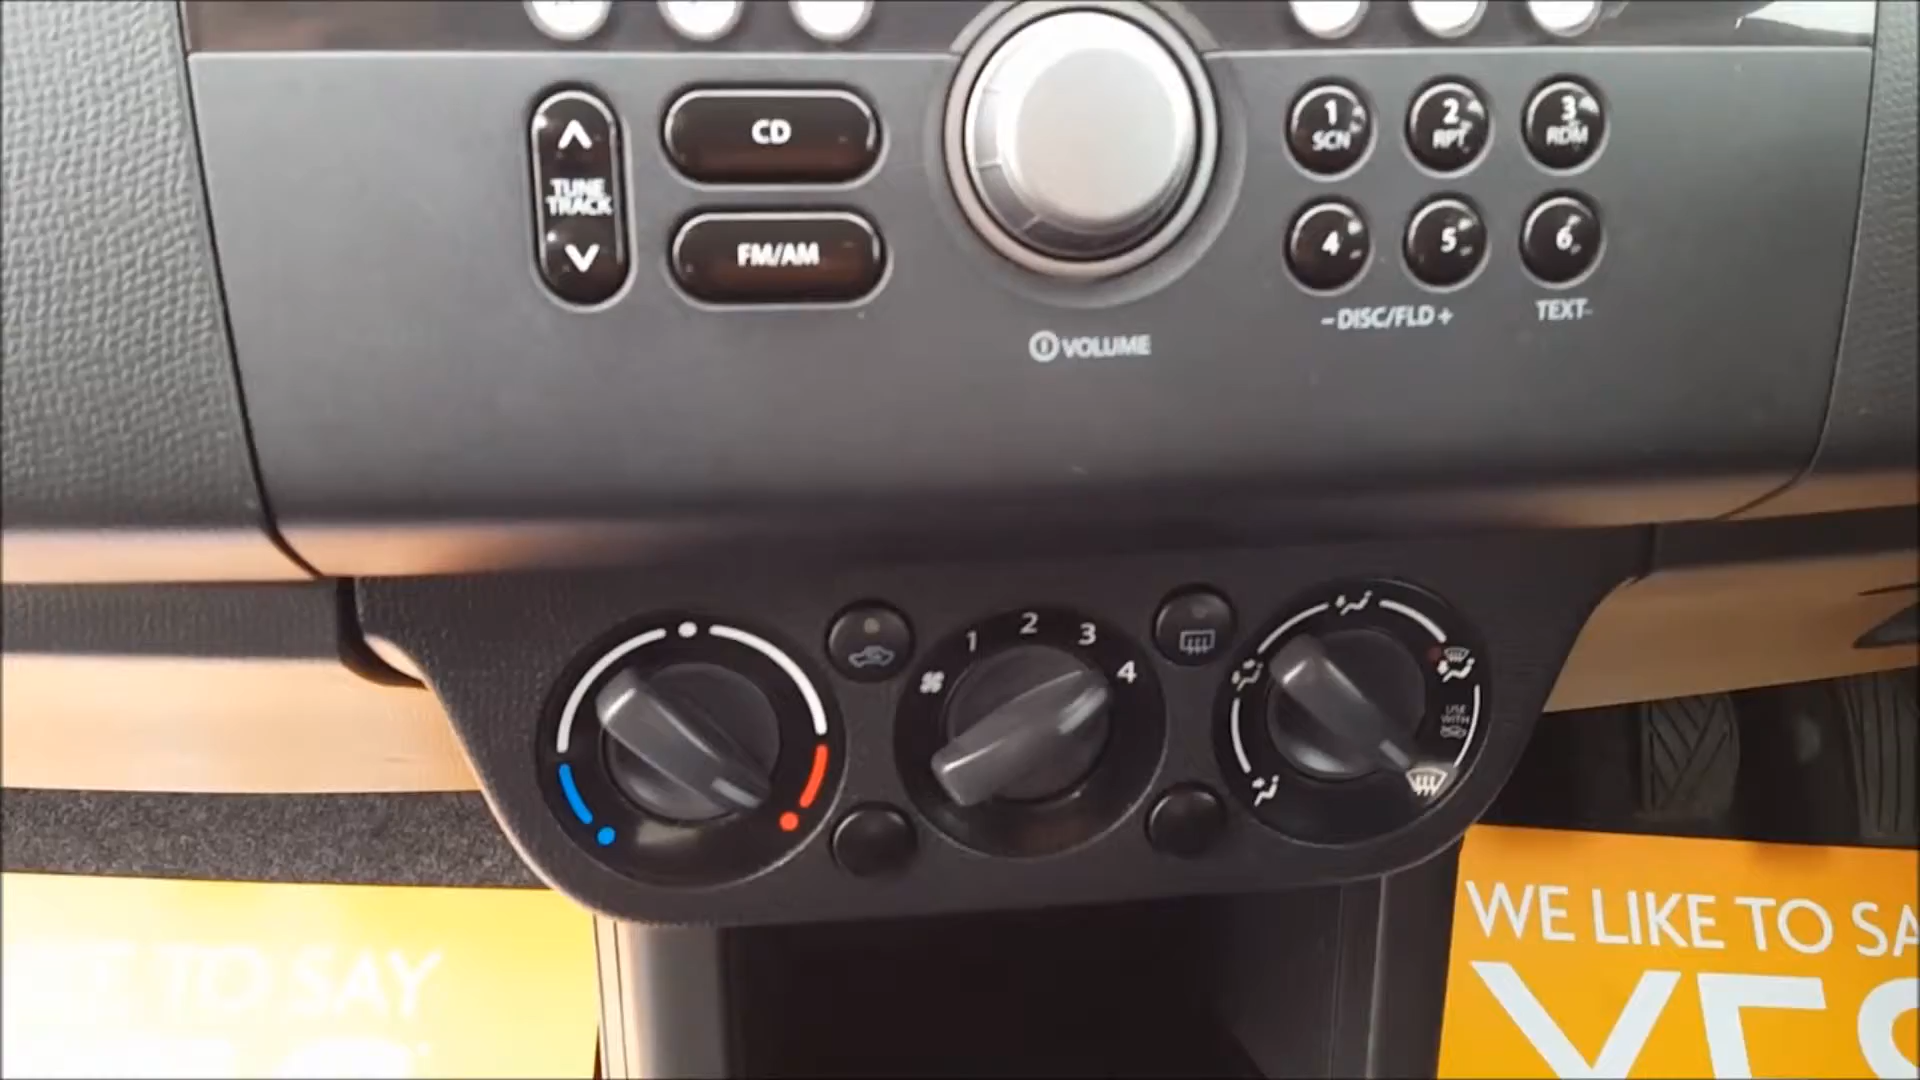 TUNE
TRACK
CD
FM/AM
VOLUME
1
SCN
2
RPT
3
RDM
4
5
6
- DISC/FLD +
TEXT
1
2
3
4
USE
WITH
TO SAY
WE LIKE TO SA
YES